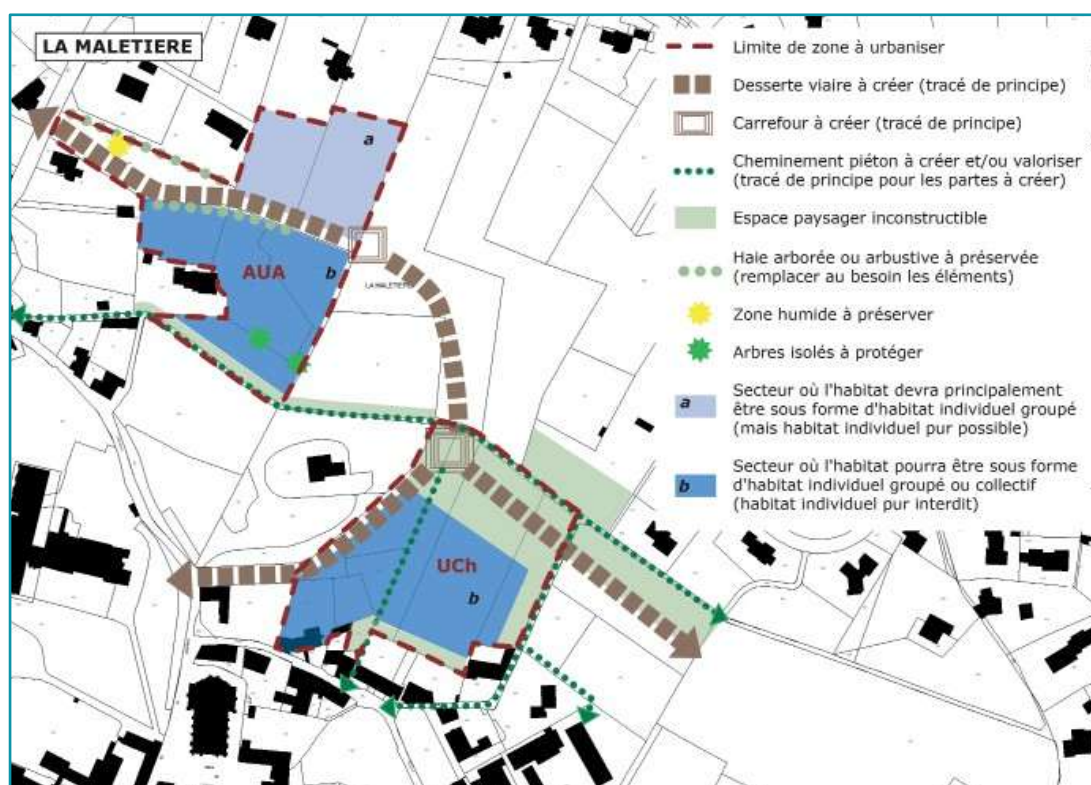 LA MALETIERE
Limite de zone à urbaniser
Desserte viaire à créer (tracé de principe)
Carrefour à créer (tracé de principe)
Cheminement piéton à créer et/ou valoriser
(tracé de principe pour les partes à créer)
Espace paysager inconstructible
Haie arborée ou arbustive à préservée
(remplacer au besoin les éléments)
Zone humide à préserver
Arbres isolés à protéger
a
Secteur où l'habitat devra principalement
être sous forme d'habitat individuel groupé
(mais habitat individuel pur possible)
b
Secteur où l'habitat pourra être sous forme
d'habitat individuel groupé ou collectif
(habitat individuel pur interdit)
a
AUA
b
LA MALETIERE
UCh
b